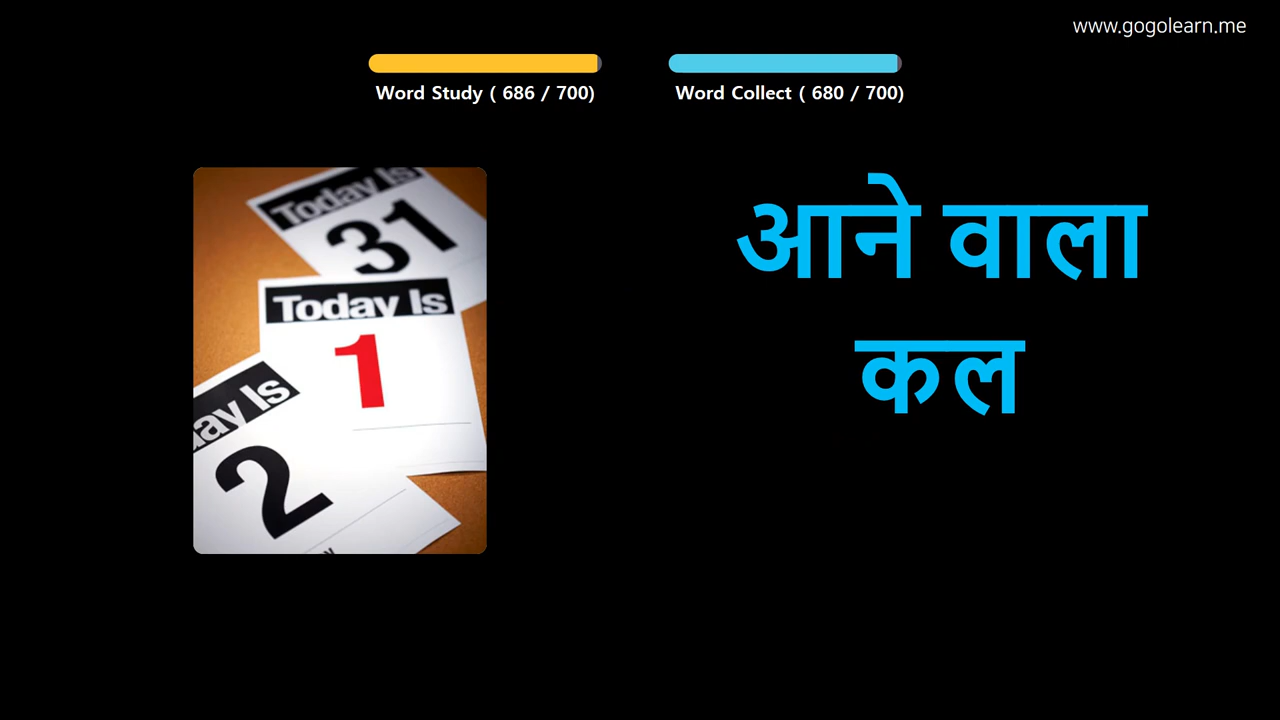 www.gogolearn.me
Word Study ( 686 / 700)
Word Collect ( 680 / 700)
Today Is
31
Today Is
1
ay Is
2
आने वाला
कल